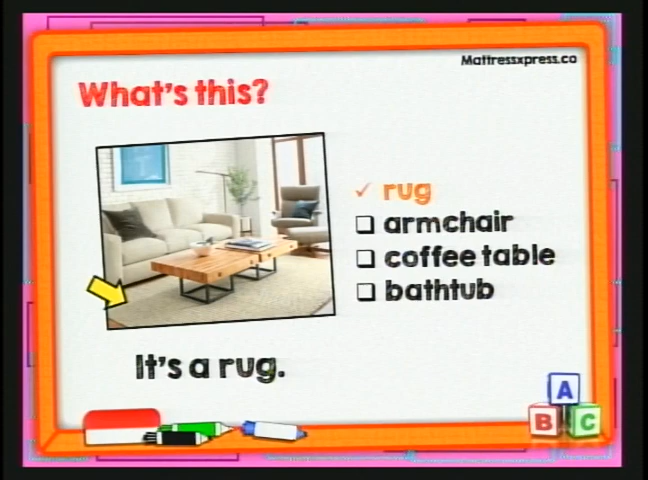 Mattressxpress.co
What's this?
✓ rug
❑ armchair
❑ coffee table
❑ bathtub
It's a rug.
A
B C